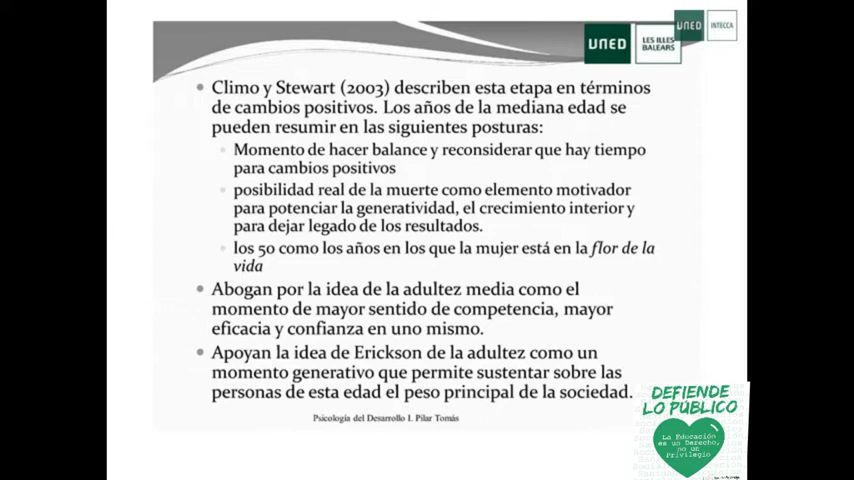 UNED
INTECCA
UNED
LES ILLES
BALEARS
Climo y Stewart (2003) describen esta etapa en términos
de cambios positivos. Los años de la mediana edad se
pueden resumir en las siguientes posturas:
Momento de hacer balance y reconsiderar que hay tiempo
para cambios positivos
posibilidad real de la muerte como elemento motivador
para potenciar la generatividad, el crecimiento interior y
para dejar legado de los resultados.
los 50 como los años en los que la mujer está en la flor de la
vida
Abogan por la idea de la adultez media como el
momento de mayor sentido de competencia, mayor
eficacia y confianza en uno mismo.
Apoyan la idea de Erickson de la adultez como un
momento generativo que permite sustentar sobre las
personas de esta edad el peso principal de la sociedad.
Psicología del Desarrollo I. Pilar Tomás
DEFIENDE
LO PÚBLICO
La Educación
es un Derecho,
no un
Privilegio